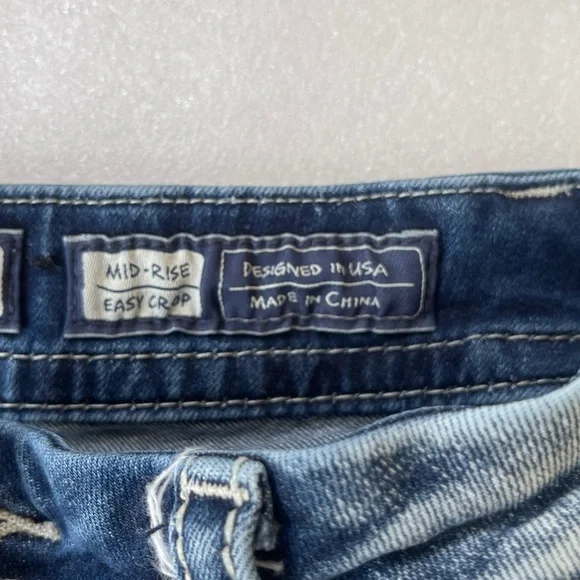 MID-RISE
EASY CROP
DESIGNED IN USA
MADE IN CHINA